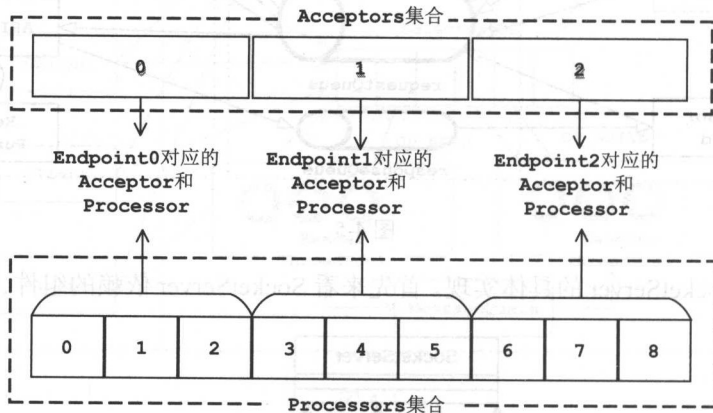 Acceptors集合
0 1 2
Endpoint0对应的 Endpoint1对应的 Endpoint2对应的
Acceptor和 Acceptor和 Acceptor和
Processor Processor Processor
0 1 2 3 4 5 6 7 8
Processors集合